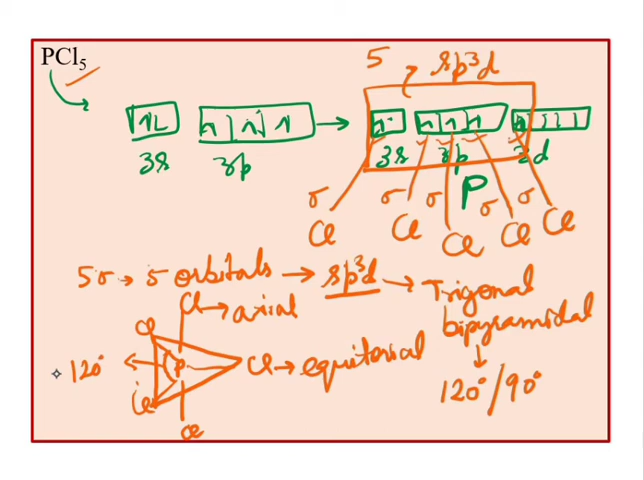 PCl5
5
sp3d
3s 3p 3s 3p 3d
P
σ σ σ σ σ
Cl Cl Cl Cl Cl
5σ → 5 orbitals → sp3d → Trigonal
bipyramidal
Cl → axial
Cl
120° ← P Cl → equitorial
120°/90°
Cl
Cl